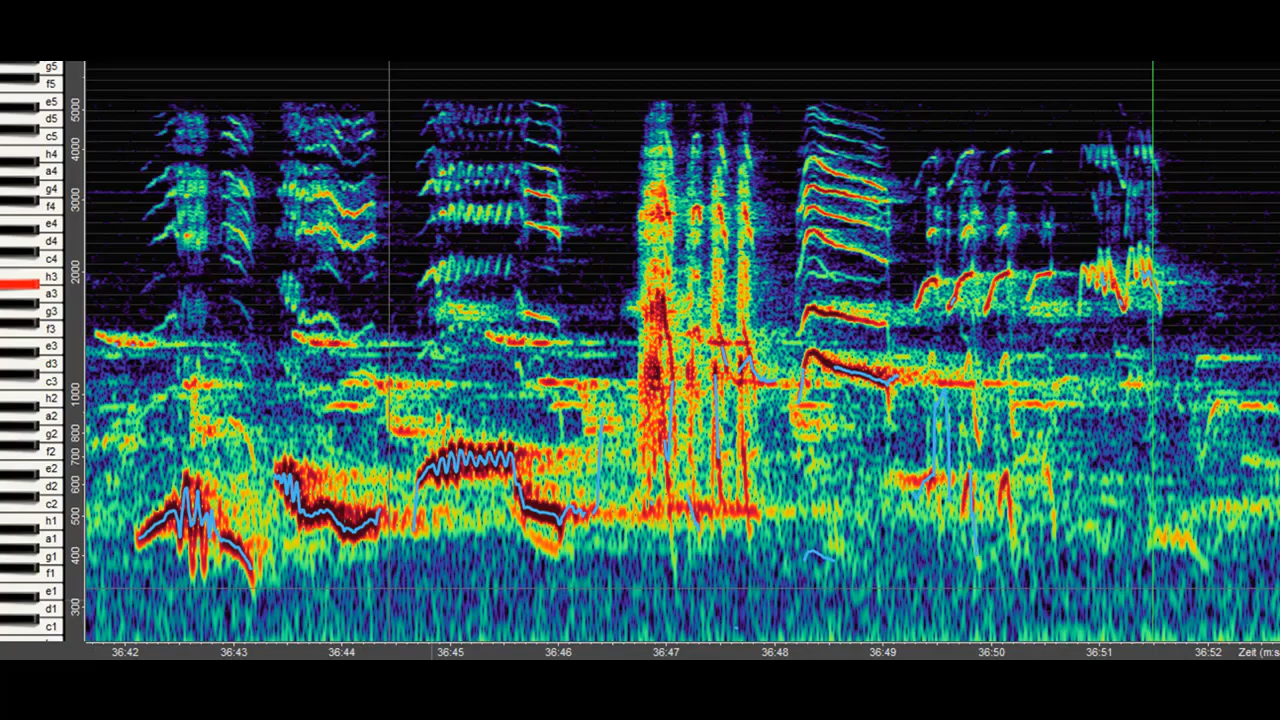 g5
f5
e5
d5
c5
h4
a4
g4
f4
e4
d4
c4
h3
a3
g3
f3
e3
d3
c3
h2
a2
g2
f2
e2
d2
c2
h1
a1
g1
f1
e1
d1
c1
5000
4000
3000
2000
1000
800
700
600
500
400
300
36:42 36:43 36:44 36:45 36:46 36:47 36:48 36:49 36:50 36:51 36:52 Zeit (m:s